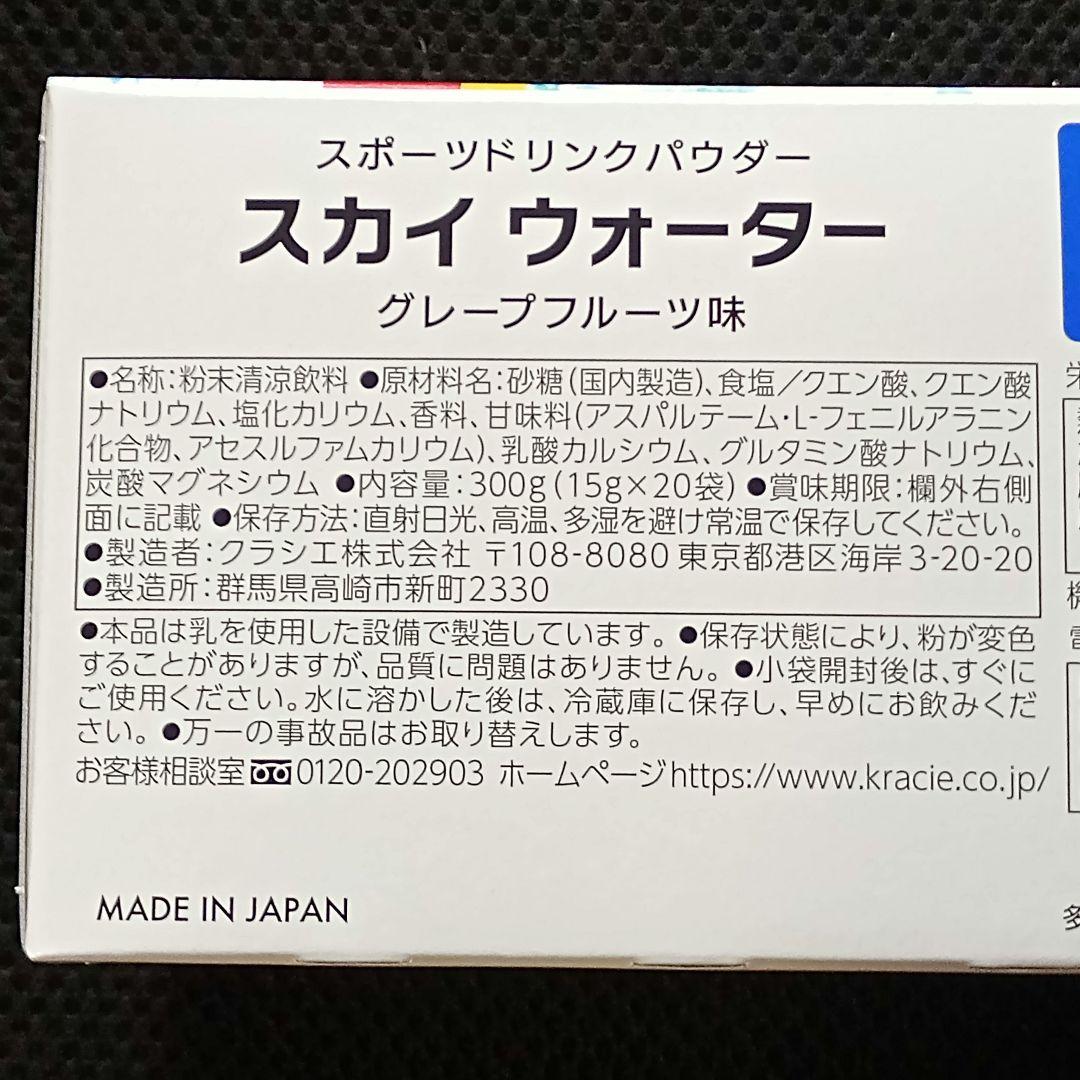 スポーツドリンクパウダー
スカイ ウォーター
グレープフルーツ味
●名称：粉末清涼飲料 ●原材料名：砂糖（国内製造）、食塩／クエン酸、クエン酸
ナトリウム、塩化カリウム、香料、甘味料（アスパルテーム・L-フェニルアラニン
化合物、アセスルファムカリウム）、乳酸カルシウム、グルタミン酸ナトリウム、
炭酸マグネシウム ●内容量：300g（15g×20袋） ●賞味期限：欄外右側
面に記載 ●保存方法：直射日光、高温、多湿を避け常温で保存してください。
●製造者：クラシエ株式会社 〒108-8080 東京都港区海岸3-20-20
●製造所：群馬県高崎市新町2330
●本品は乳を使用した設備で製造しています。 ●保存状態により、粉が変色
することがありますが、品質に問題はありません。 ●小袋開封後は、すぐに
ご使用ください。水に溶かした後は、冷蔵庫に保存し、早めにお飲みくだ
さい。 ●万一の事故品はお取り替えします。
お客様相談室 0120-202903 ホームページhttps://www.kracie.co.jp/
MADE IN JAPAN